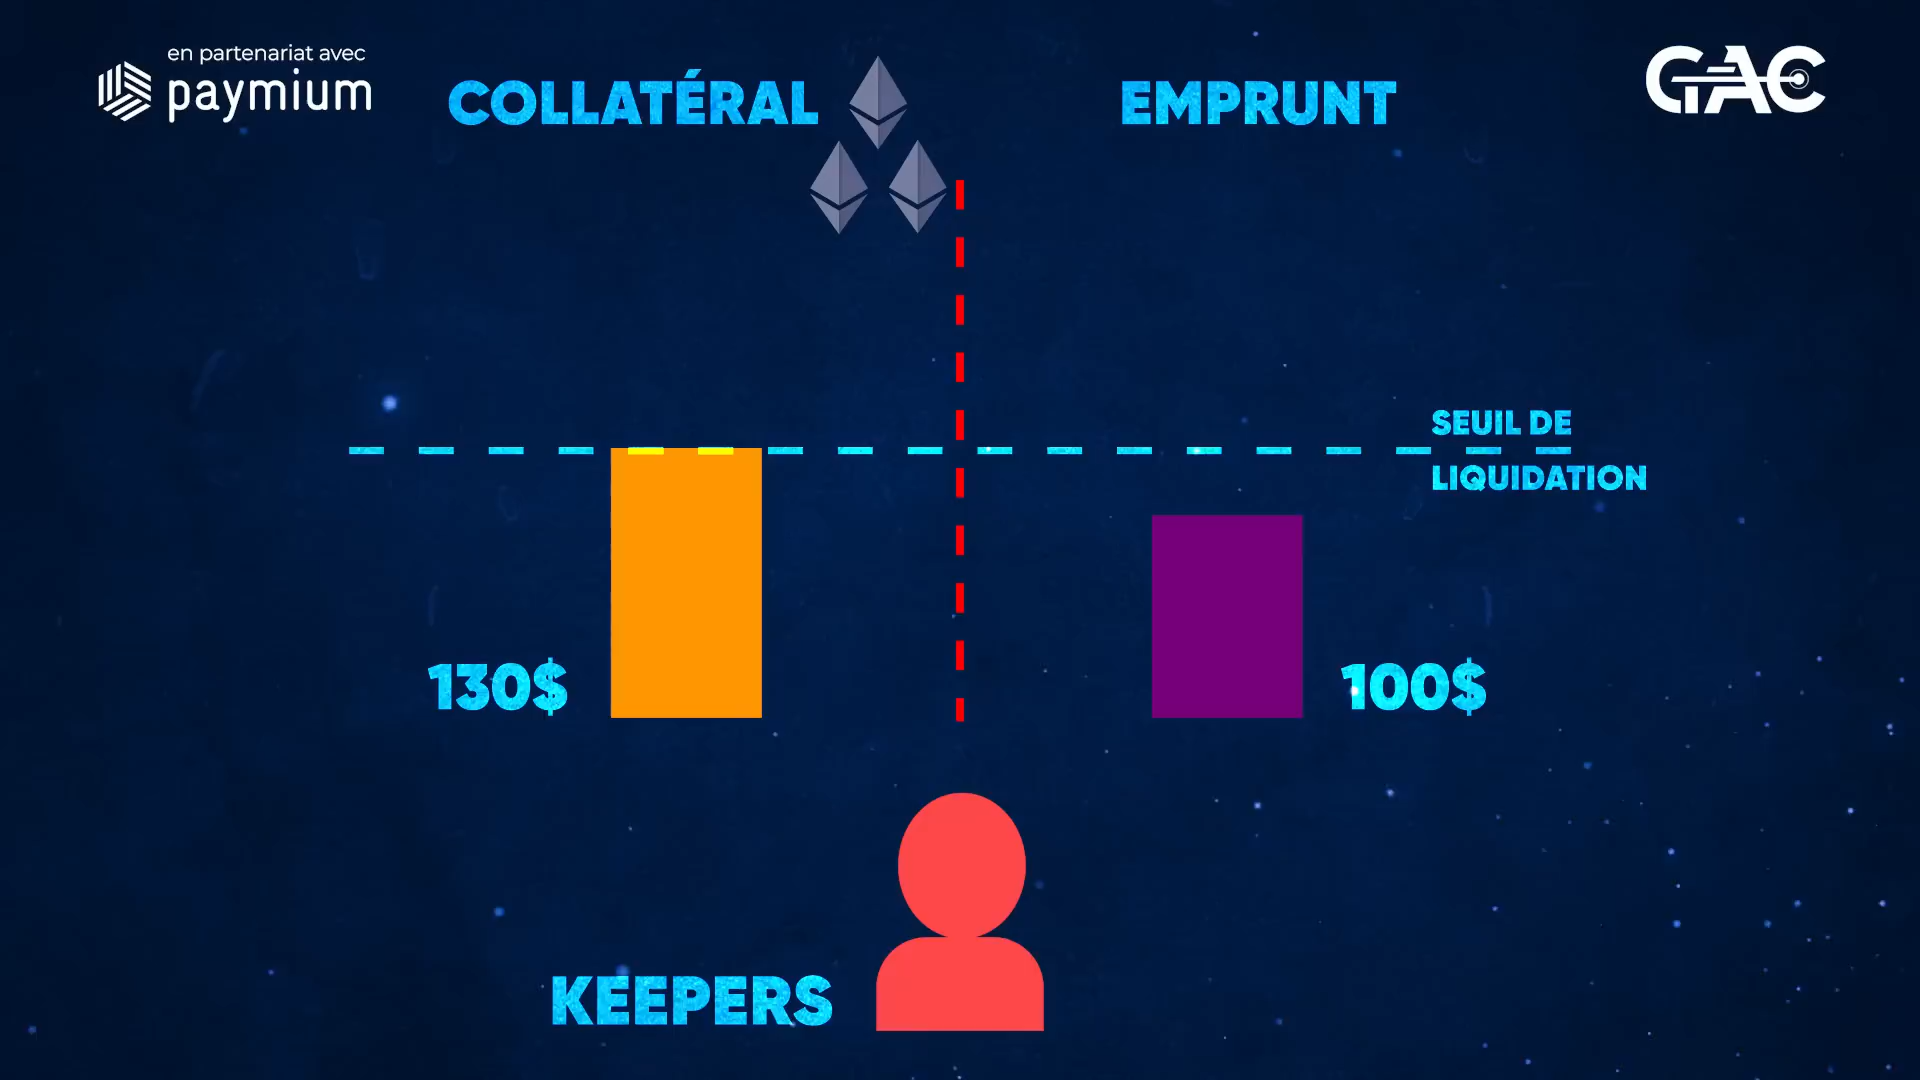 en partenariat avec
paymium
COLLATÉRAL
EMPRUNT
GAC
SEUIL DE
LIQUIDATION
130$
100$
KEEPERS